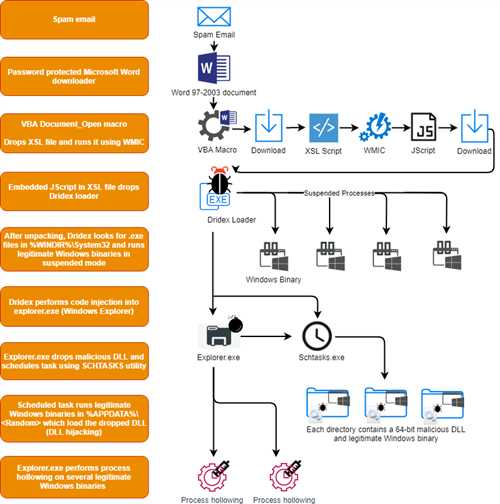 Spam email
Spam Email
Password protected Microsoft Word
downloader
W
Word 97-2003 document
VBA Document_Open macro
Drops XSL file and runs it using WMIC
W
</>
XSL
JS
VBA Macro
Download
XSL Script
WMIC
JScript
Download
Embedded JScript in XSL file drops
Dridex loader
EXE
Dridex Loader
Suspended Processes
After unpacking, Dridex looks for .exe
files in %WINDIR%\System32 and runs
legitimate Windows binaries in
suspended mode
Windows Binary
Dridex performs code injection into
explorer.exe (Windows Explorer)
Explorer.exe
Schtasks.exe
Explorer.exe drops malicious DLL and
schedules task using SCHTASKS utility
Scheduled task runs legitimate
Windows binaries in %APPDATA%\
<Random> which load the dropped DLL
(DLL hijacking)
Each directory contains a 64-bit malicious DLL
and legitimate Windows binary
Explorer.exe performs process
hollowing on several legitimate
Windows binaries
Process hollowing
Process hollowing